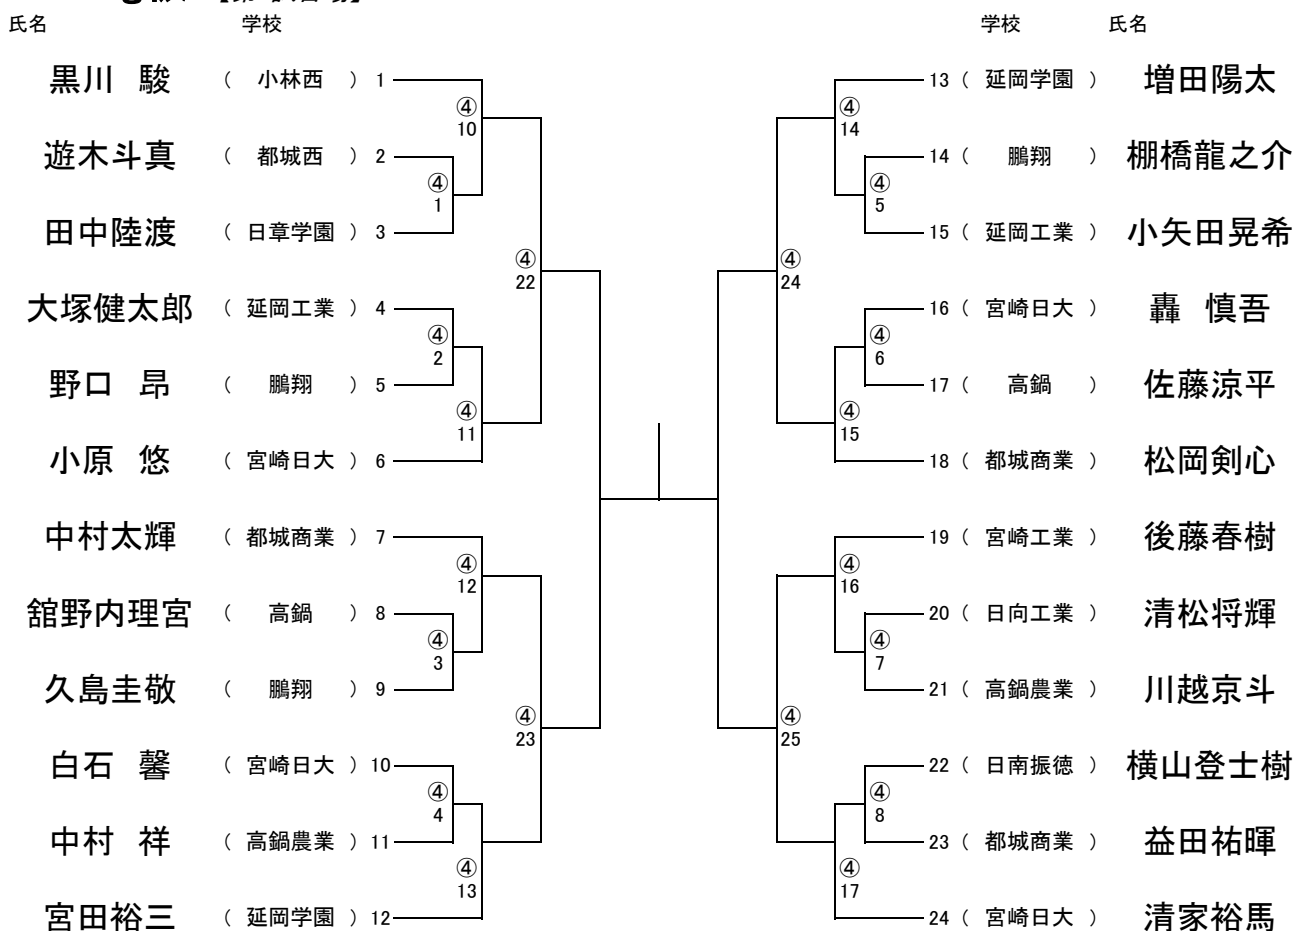 氏名 学校 学校 氏名
黒川 駿 ( 小林西 ) 1 13 ( 延岡学園 ) 増田陽太
④ ④
10 14
遊木斗真 ( 都城西 ) 2 14 ( 鵬翔 ) 棚橋龍之介
④ ④
1 5
田中陸渡 ( 日章学園 ) 3 15 ( 延岡工業 ) 小矢田晃希
④ ④
22 24
大塚健太郎 ( 延岡工業 ) 4 16 ( 宮崎日大 ) 轟 慎吾
④ ④
2 6
野口 昂 ( 鵬翔 ) 5 17 ( 高鍋 ) 佐藤涼平
④ ④
11 15
小原 悠 ( 宮崎日大 ) 6 18 ( 都城商業 ) 松岡剣心
中村太輝 ( 都城商業 ) 7 19 ( 宮崎工業 ) 後藤春樹
④ ④
12 16
舘野内理宮 ( 高鍋 ) 8 20 ( 日向工業 ) 清松将輝
④ ④
3 7
久島圭敬 ( 鵬翔 ) 9 21 ( 高鍋農業 ) 川越京斗
④ ④
23 25
白石 馨 ( 宮崎日大 ) 10 22 ( 日南振徳 ) 横山登士樹
④ ④
4 8
中村 祥 ( 高鍋農業 ) 11 23 ( 都城商業 ) 益田祐暉
④ ④
13 17
宮田裕三 ( 延岡学園 ) 12 24 ( 宮崎日大 ) 清家裕馬